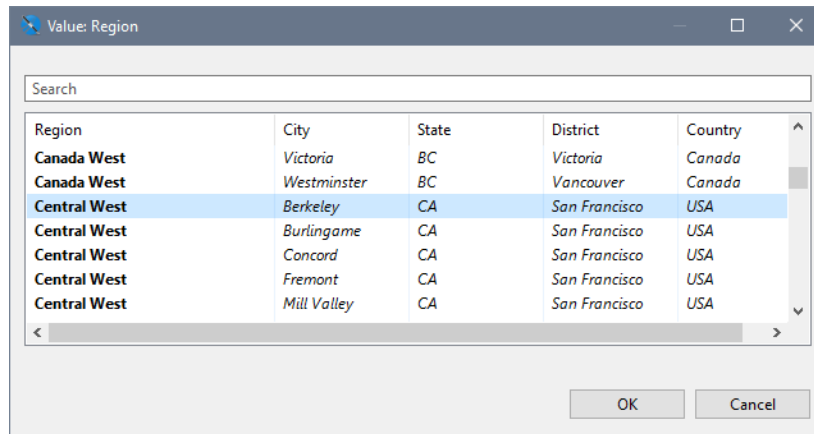 Value: Region
Search
Region City State District Country
Canada West Victoria BC Victoria Canada
Canada West Westminster BC Vancouver Canada
Central West Berkeley CA San Francisco USA
Central West Burlingame CA San Francisco USA
Central West Concord CA San Francisco USA
Central West Fremont CA San Francisco USA
Central West Mill Valley CA San Francisco USA
OK Cancel